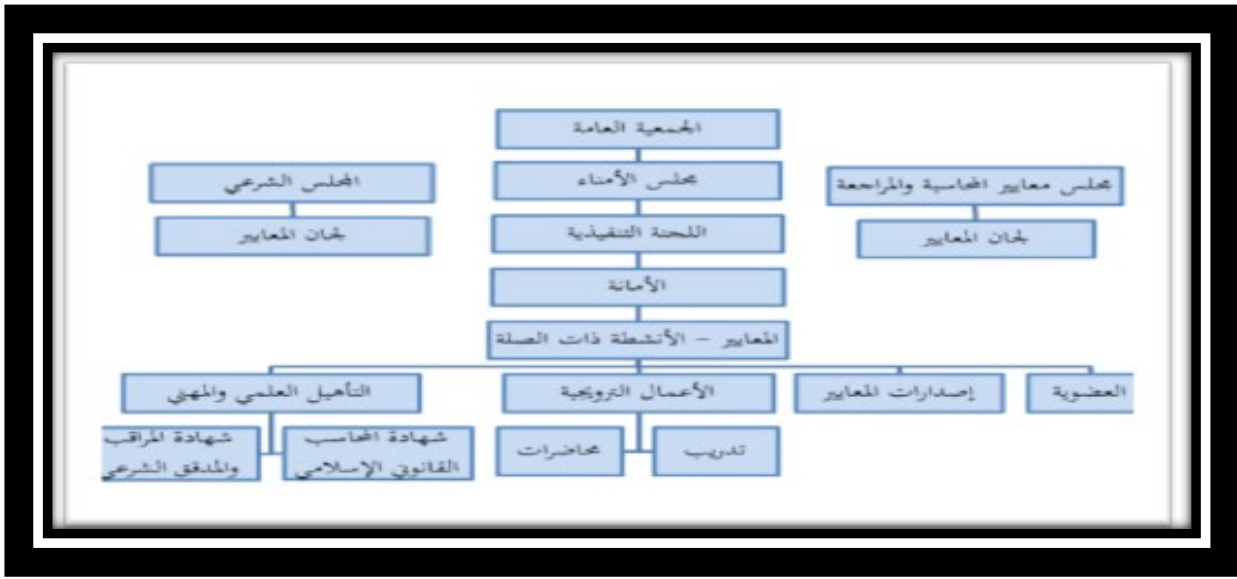 الجمعية العامة
مجلس معايير المحاسبة والمراجعة
مجلس الأمناء
المجلس الشرعي
لجان المعايير
اللجنة التنفيذية
لجان المعايير
الأمانة
المعايير – الأنشطة ذات الصلة
العضوية
إصدارات المعايير
الأعمال الترويجية
التأهيل العلمي والمهني
تدريب
محاضرات
شهادة المحاسب
القانوني الإسلامي
شهادة المراقب
والمدقق الشرعي